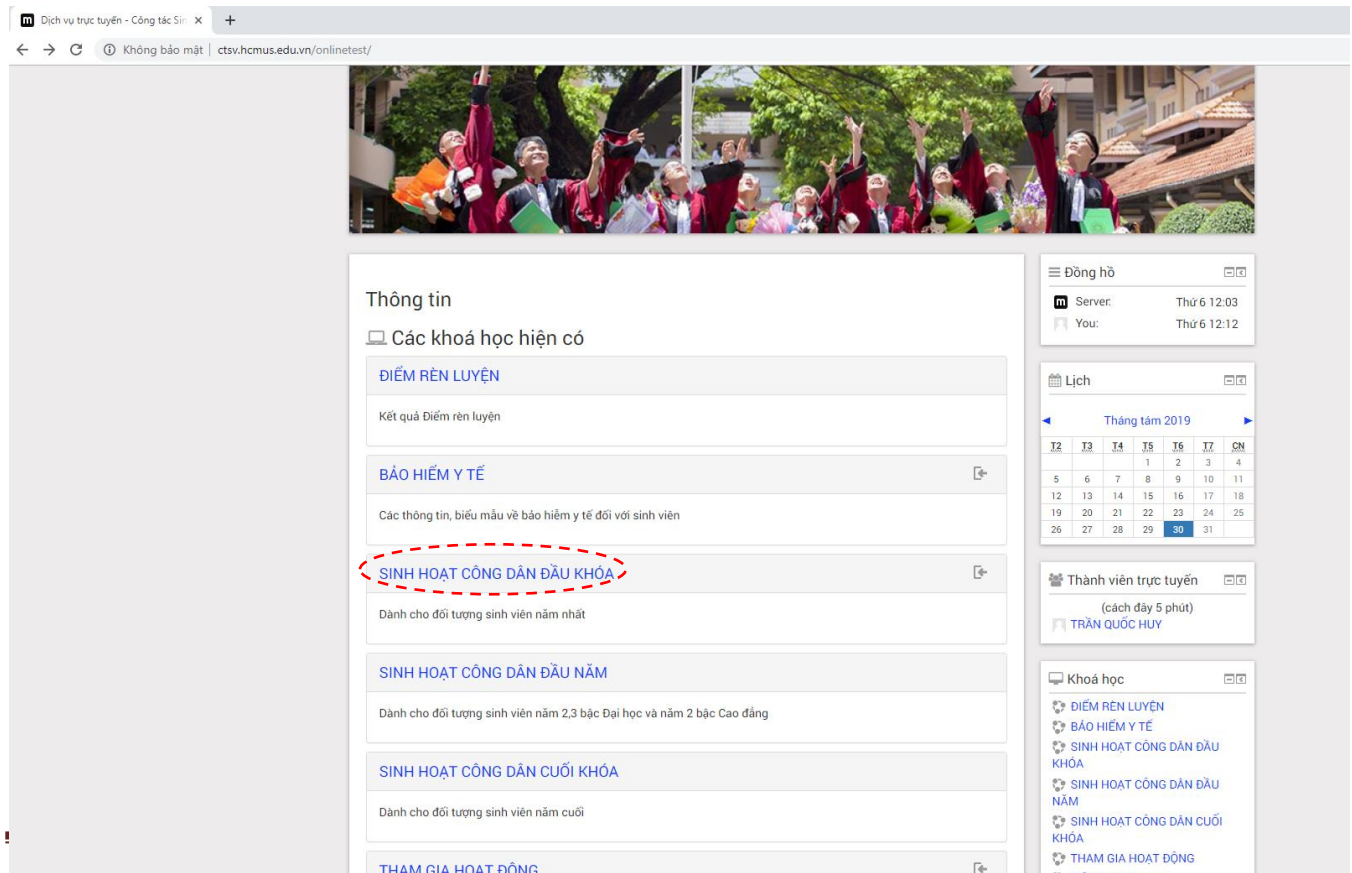 Dịch vụ trực tuyến - Công tác Sin
Không bảo mật | ctsv.hcmus.edu.vn/onlinetest/
Thông tin
Các khoá học hiện có
ĐIỂM RÈN LUYỆN
Kết quả Điểm rèn luyện
BẢO HIỂM Y TẾ
Các thông tin, biểu mẫu về bảo hiểm y tế đối với sinh viên
SINH HOẠT CÔNG DÂN ĐẦU KHÓA
Dành cho đối tượng sinh viên năm nhất
SINH HOẠT CÔNG DÂN ĐẦU NĂM
Dành cho đối tượng sinh viên năm 2,3 bậc Đại học và năm 2 bậc Cao đẳng
SINH HOẠT CÔNG DÂN CUỐI KHÓA
Dành cho đối tượng sinh viên năm cuối
THAM GIA HOẠT ĐỘNG
Đồng hồ
Server: Thứ 6 12:03
You: Thứ 6 12:12
Lịch
Tháng tám 2019
T2 T3 T4 T5 T6 T7 CN
1 2 3 4
5 6 7 8 9 10 11
12 13 14 15 16 17 18
19 20 21 22 23 24 25
26 27 28 29 30 31
Thành viên trực tuyến
(cách đây 5 phút)
TRẦN QUỐC HUY
Khoá học
ĐIỂM RÈN LUYỆN
BẢO HIỂM Y TẾ
SINH HOẠT CÔNG DÂN ĐẦU
KHÓA
SINH HOẠT CÔNG DÂN ĐẦU
NĂM
SINH HOẠT CÔNG DÂN CUỐI
KHÓA
THAM GIA HOẠT ĐỘNG